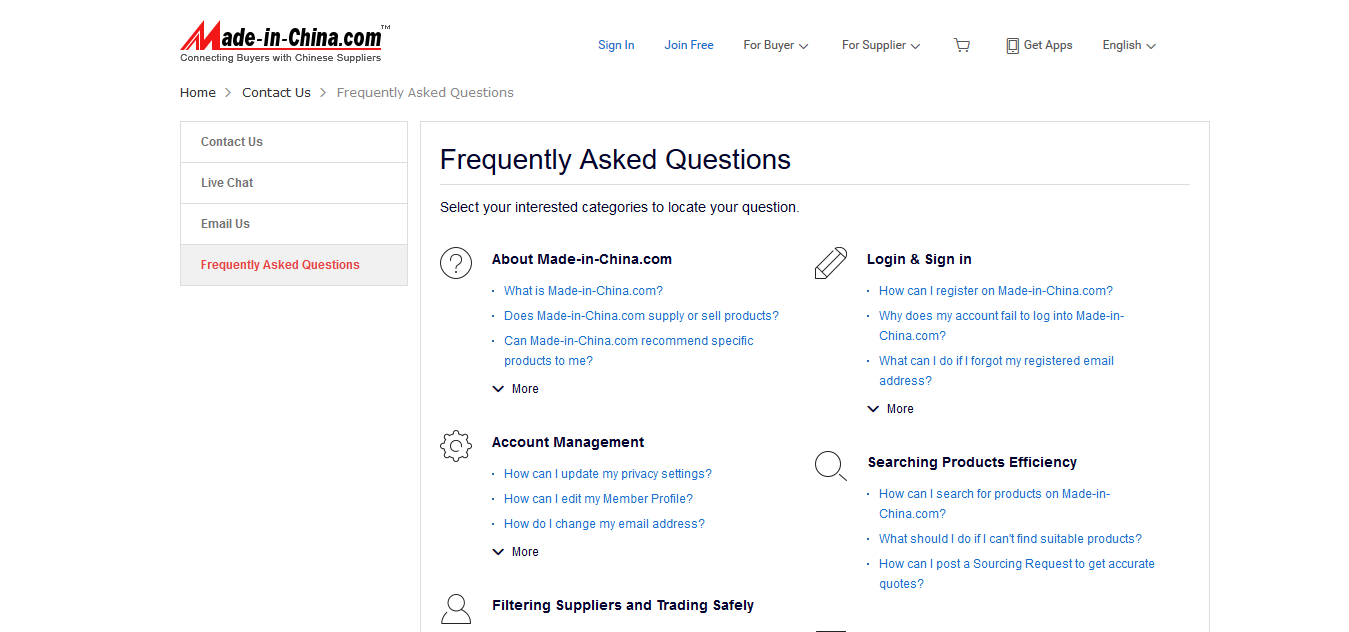 Made-in-China.com™
Connecting Buyers with Chinese Suppliers
Sign In Join Free For Buyer For Supplier Get Apps English
Home > Contact Us > Frequently Asked Questions
Contact Us
Live Chat
Email Us
Frequently Asked Questions
Frequently Asked Questions
Select your interested categories to locate your question.
About Made-in-China.com
· What is Made-in-China.com?
· Does Made-in-China.com supply or sell products?
· Can Made-in-China.com recommend specific
products to me?
More
Account Management
· How can I update my privacy settings?
· How can I edit my Member Profile?
· How do I change my email address?
More
Filtering Suppliers and Trading Safely
Login & Sign in
· How can I register on Made-in-China.com?
· Why does my account fail to log into Made-in-
China.com?
· What can I do if I forgot my registered email
address?
More
Searching Products Efficiency
· How can I search for products on Made-in-
China.com?
· What should I do if I can't find suitable products?
· How can I post a Sourcing Request to get accurate
quotes?